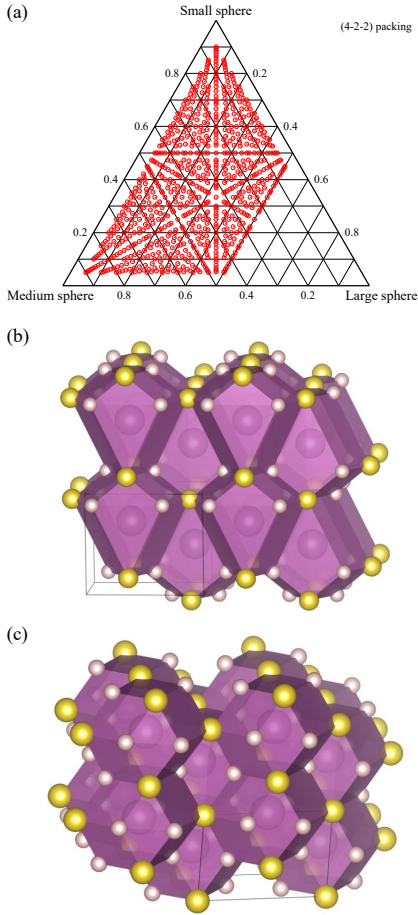 (a)
Small sphere
(4-2-2) packing
0.8 0.2
0.6 0.4
0.4 0.6
0.2 0.8
Medium sphere 0.8 0.6 0.4 0.2 Large sphere
(b)
(c)